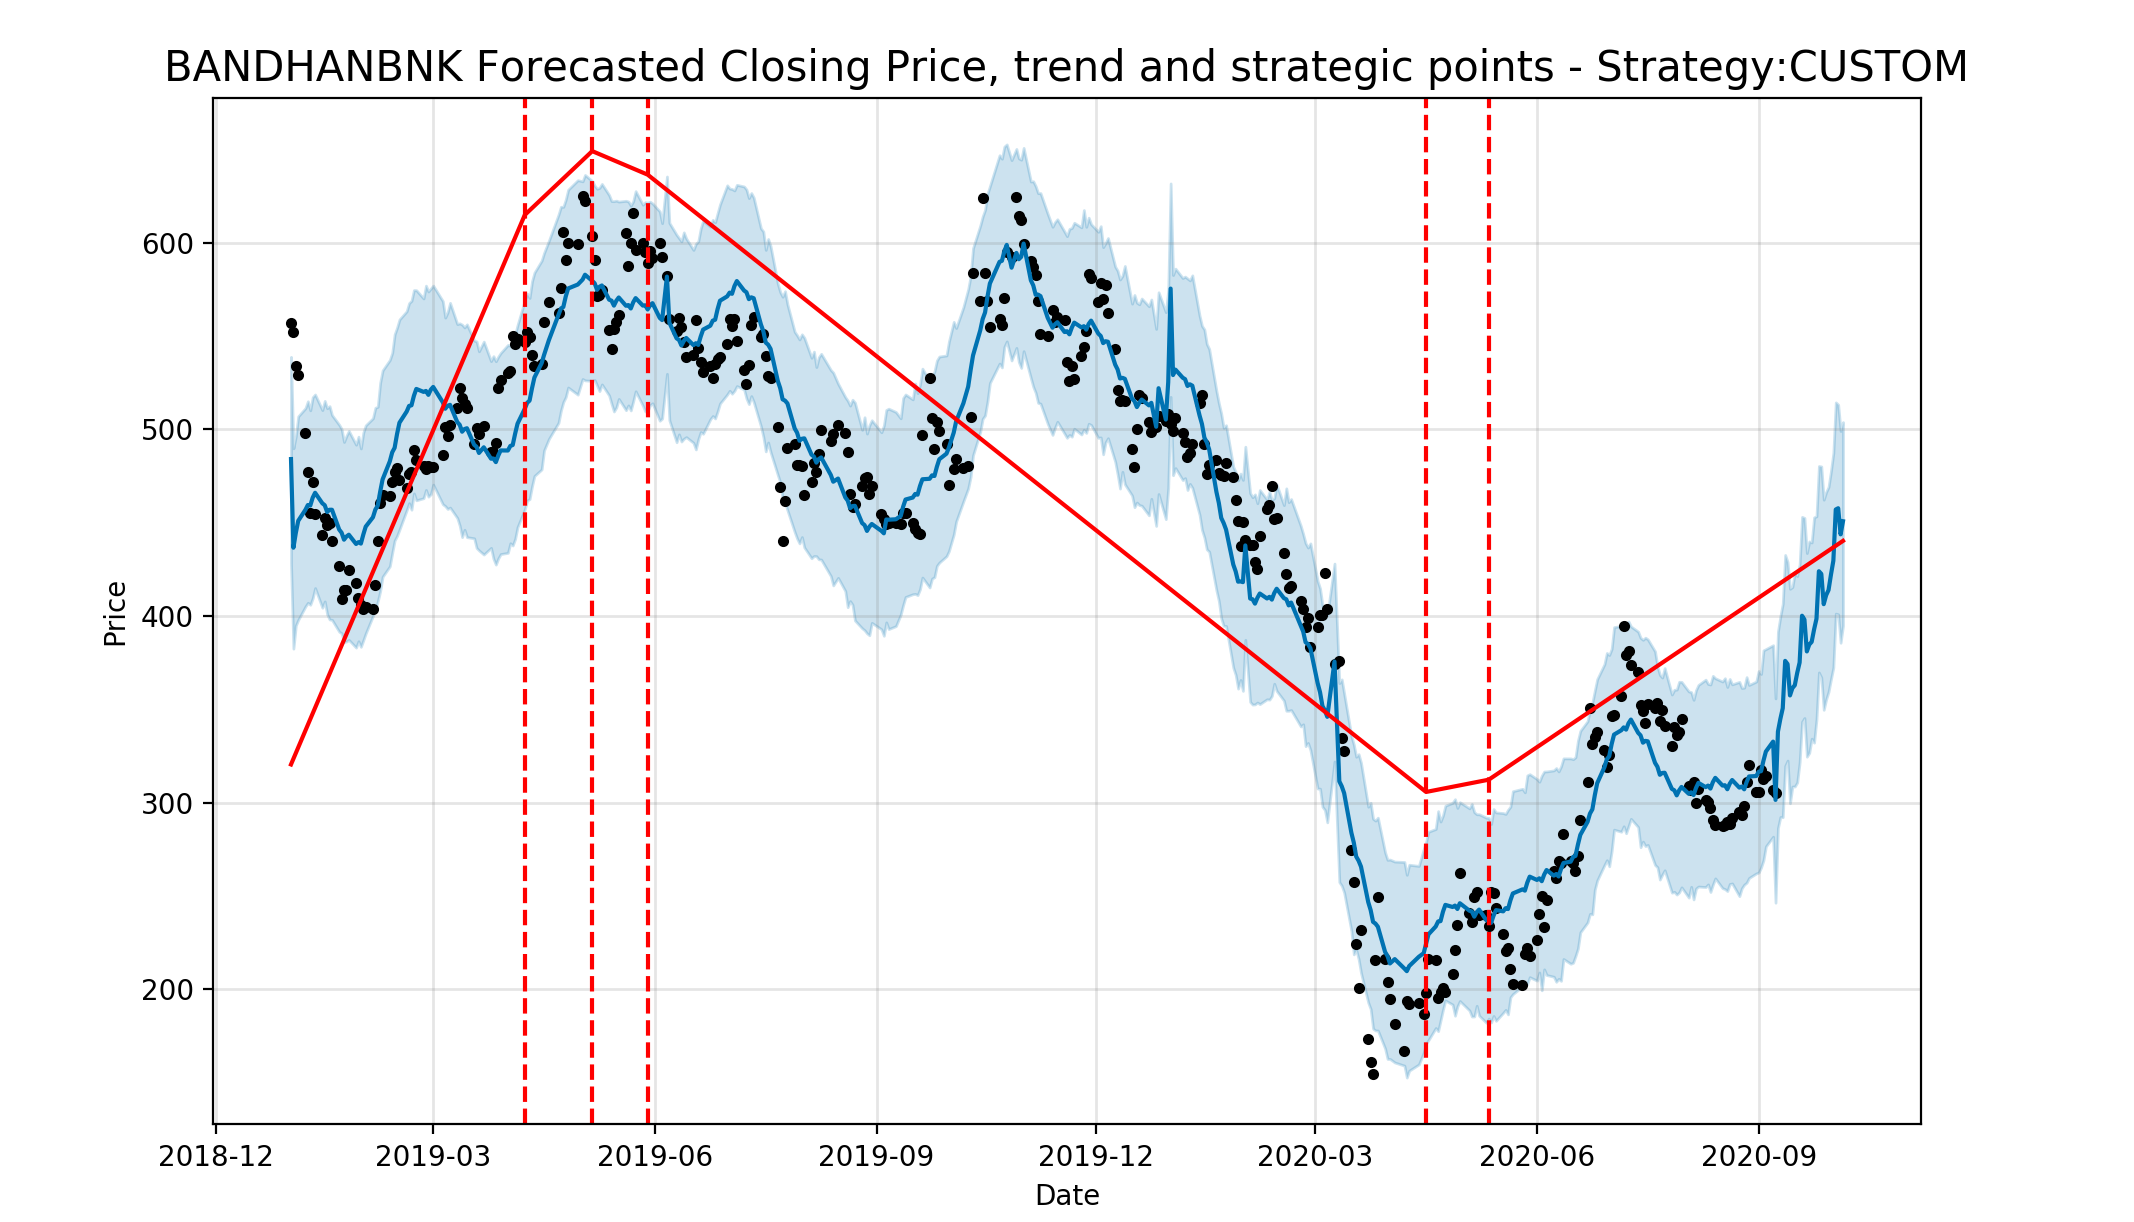 BANDHANBNK Forecasted Closing Price, trend and strategic points - Strategy:CUSTOM
600
500
400
300
200
Price
2018-12 2019-03 2019-06 2019-09 2019-12 2020-03 2020-06 2020-09
Date